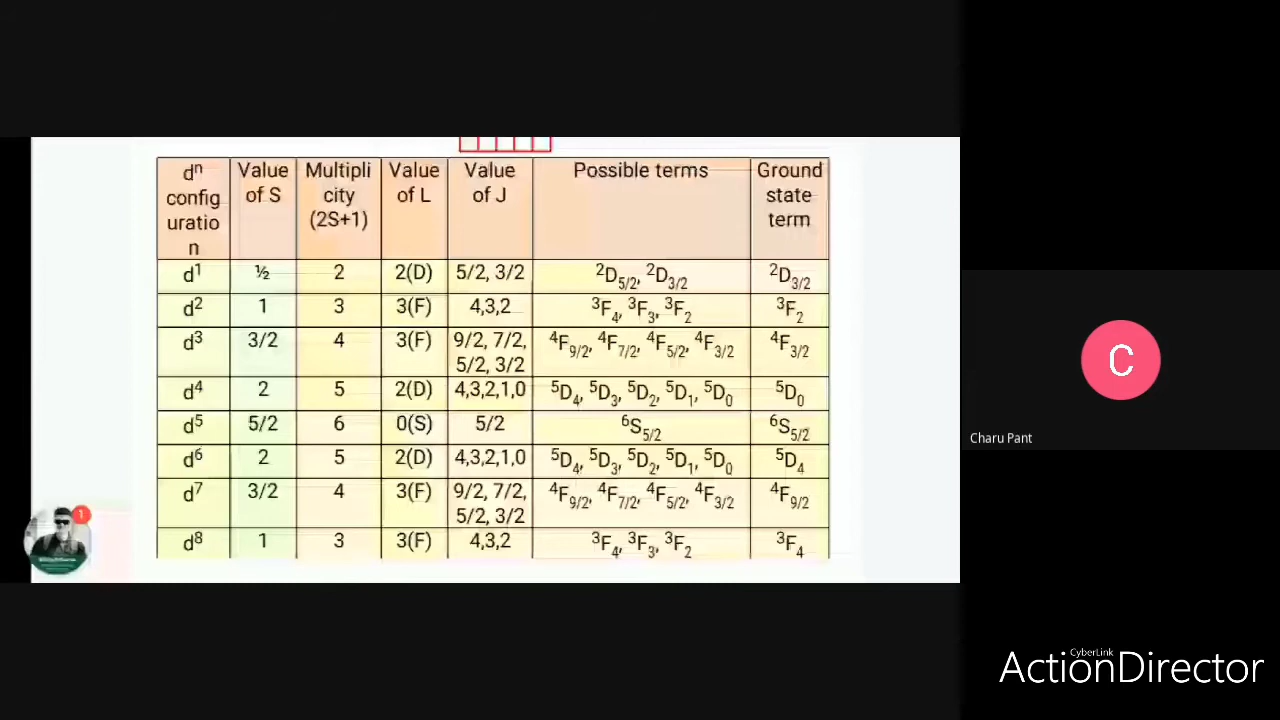 dⁿ configuration Value of S Multiplicity (2S+1) Value of L Value of J Possible terms Ground state term
d¹ ½ 2 2(D) 5/2, 3/2 ²D₅/₂, ²D₃/₂ ²D₃/₂
d² 1 3 3(F) 4,3,2 ³F₄, ³F₃, ³F₂ ³F₂
d³ 3/2 4 3(F) 9/2, 7/2, 5/2, 3/2 ⁴F₉/₂, ⁴F₇/₂, ⁴F₅/₂, ⁴F₃/₂ ⁴F₃/₂
d⁴ 2 5 2(D) 4,3,2,1,0 ⁵D₄, ⁵D₃, ⁵D₂, ⁵D₁, ⁵D₀ ⁵D₀
d⁵ 5/2 6 0(S) 5/2 ⁶S₅/₂ ⁶S₅/₂
d⁶ 2 5 2(D) 4,3,2,1,0 ⁵D₄, ⁵D₃, ⁵D₂, ⁵D₁, ⁵D₀ ⁵D₄
d⁷ 3/2 4 3(F) 9/2, 7/2, 5/2, 3/2 ⁴F₉/₂, ⁴F₇/₂, ⁴F₅/₂, ⁴F₃/₂ ⁴F₉/₂
d⁸ 1 3 3(F) 4,3,2 ³F₄, ³F₃, ³F₂ ³F₄
1
C
Charu Pant
CyberLink
ActionDirector